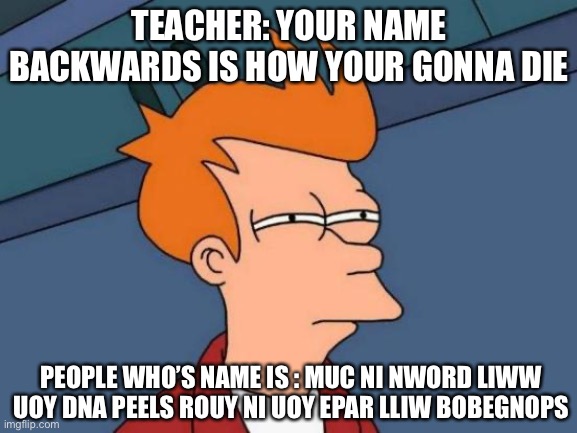 TEACHER: YOUR NAME
BACKWARDS IS HOW YOUR GONNA DIE
PEOPLE WHO'S NAME IS : MUC NI NWORD LIWW
UOY DNA PEELS ROUY NI UOY EPAR LLIW BOBEGNOPS
imgflip.com